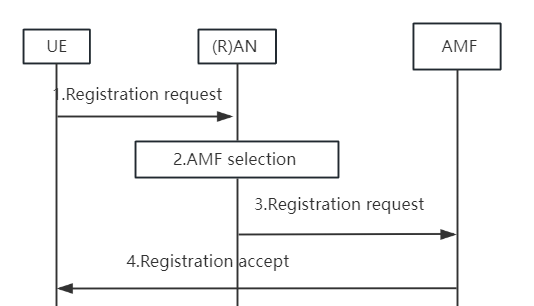 UE
(R)AN
AMF
1.Registration request
2.AMF selection
3.Registration request
4.Registration accept